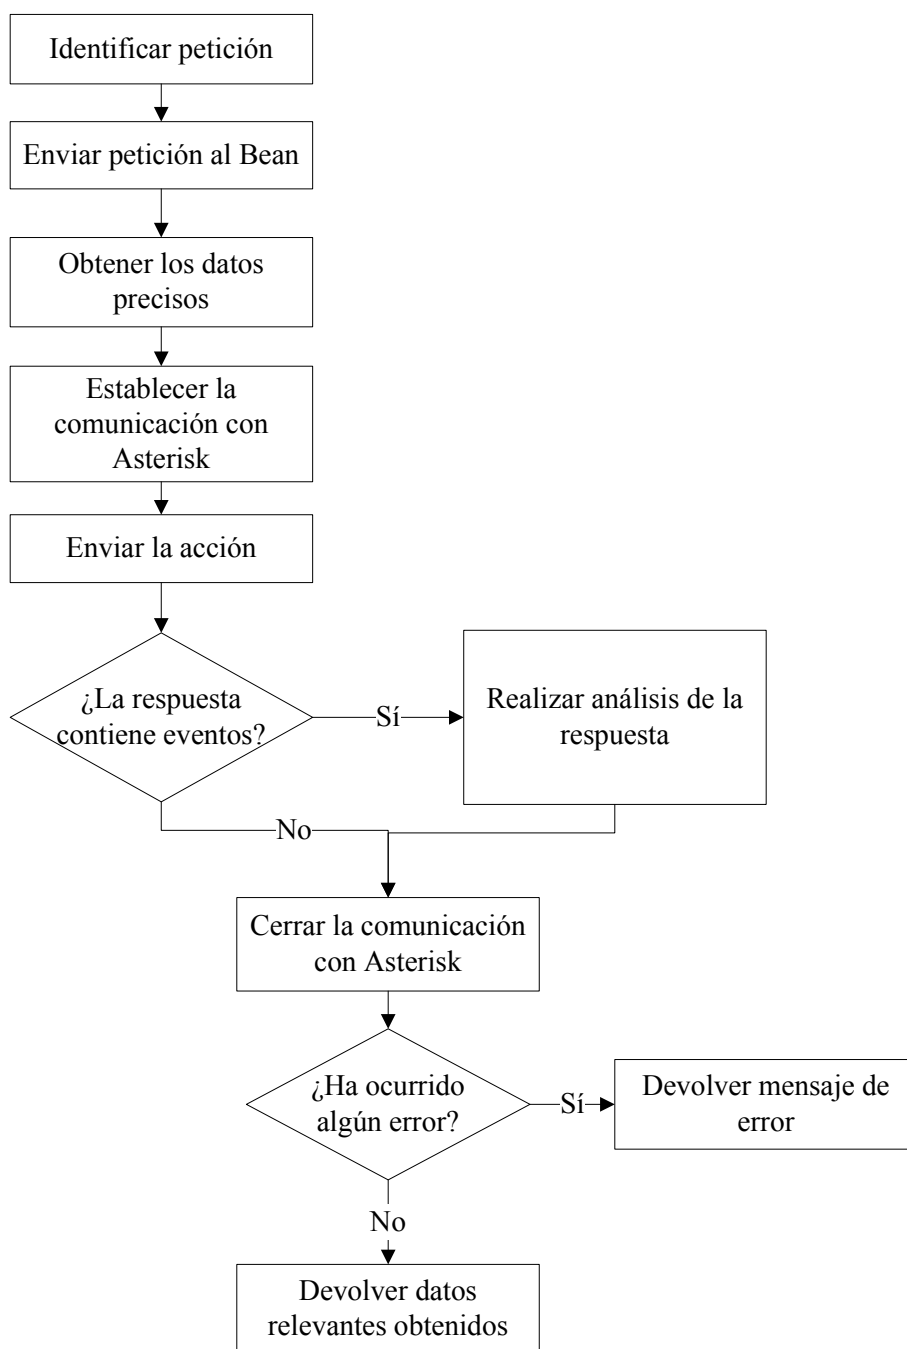 Identificar petición
Enviar petición al Bean
Obtener los datos
precisos
Establecer la
comunicación con
Asterisk
Enviar la acción
¿La respuesta
contiene eventos?
Sí
Realizar análisis de la
respuesta
No
Cerrar la comunicación
con Asterisk
¿Ha ocurrido
algún error?
Sí
Devolver mensaje de
error
No
Devolver datos
relevantes obtenidos